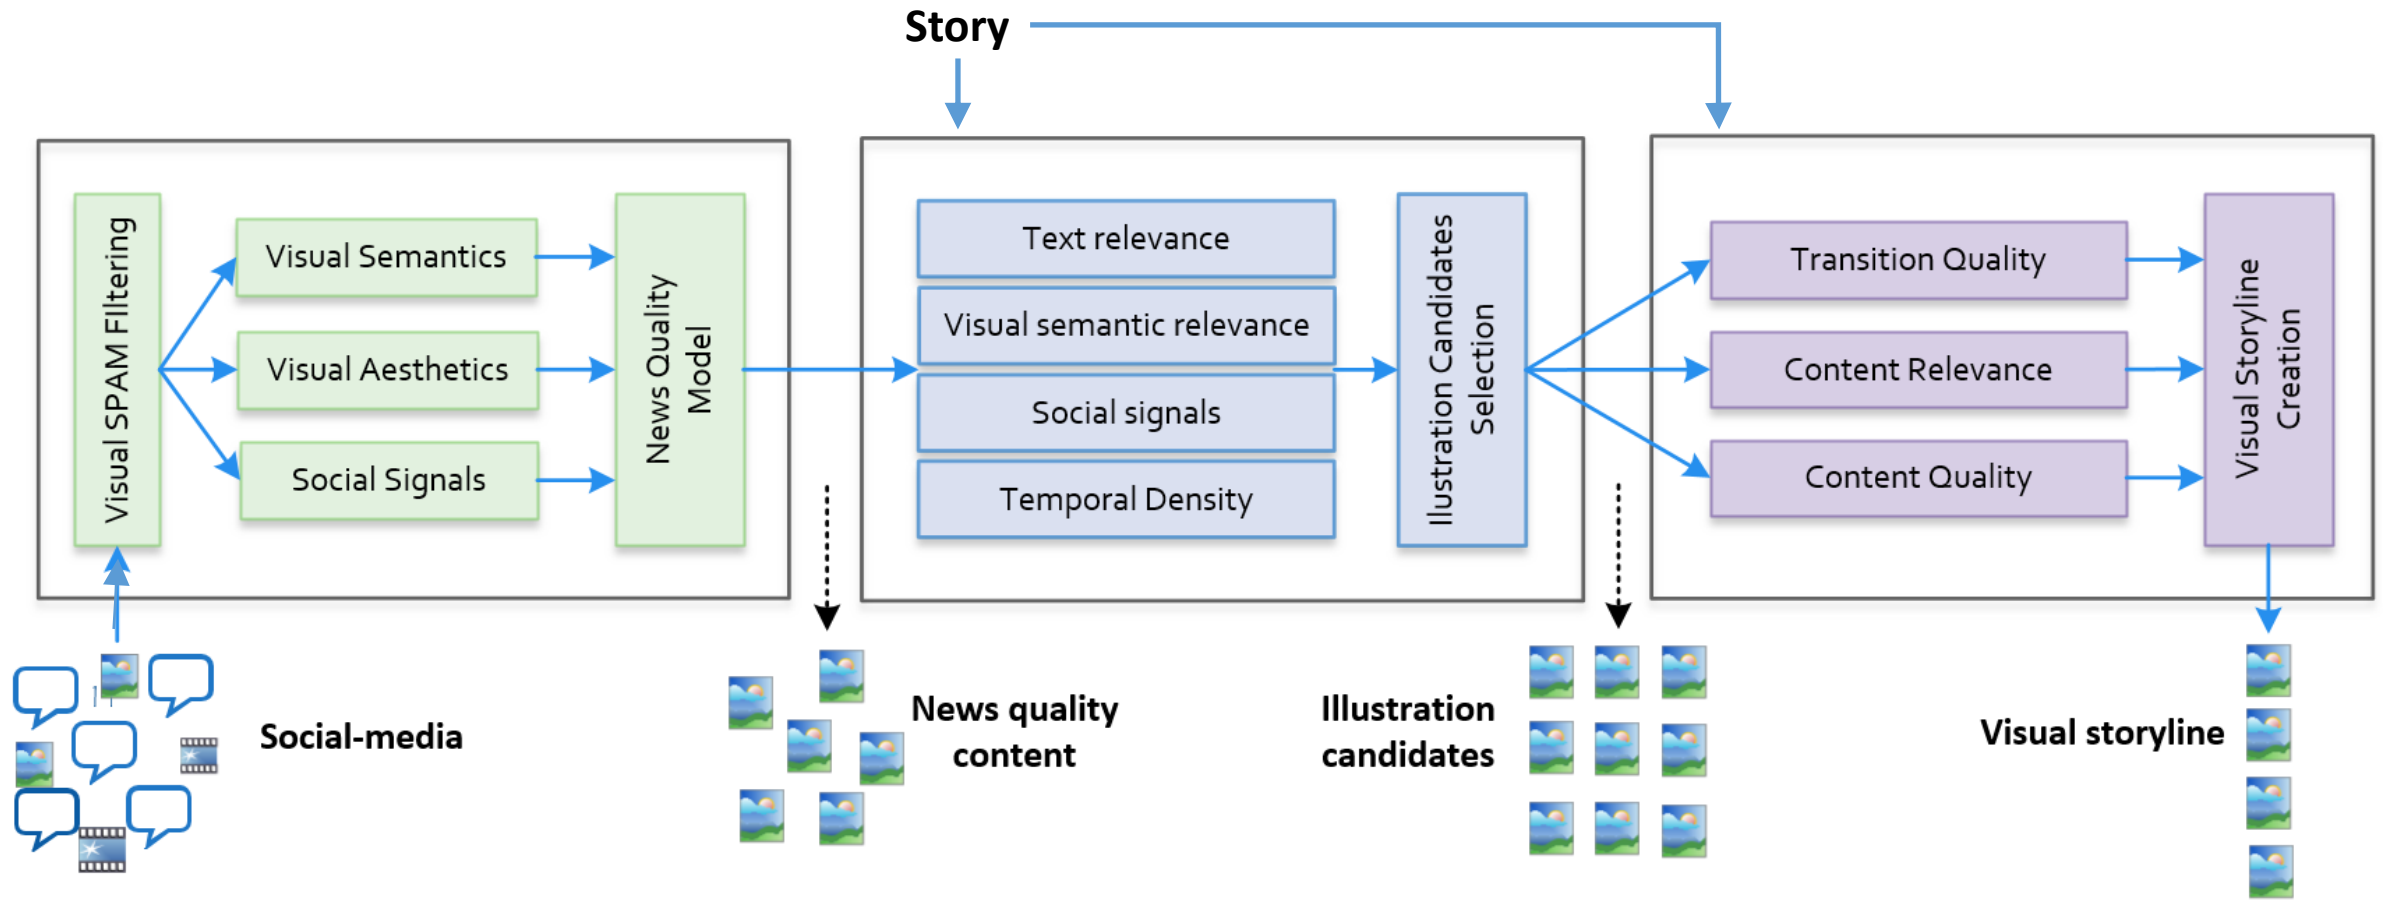 Story
Visual SPAM FIltering
Visual Semantics
Visual Aesthetics
Social Signals
News Quality
Model
Text relevance
Visual semantic relevance
Social signals
Temporal Density
Ilustration Candidates
Selection
Transition Quality
Content Relevance
Content Quality
Visual Storyline
Creation
Social-media
News quality
content
Illustration
candidates
Visual storyline